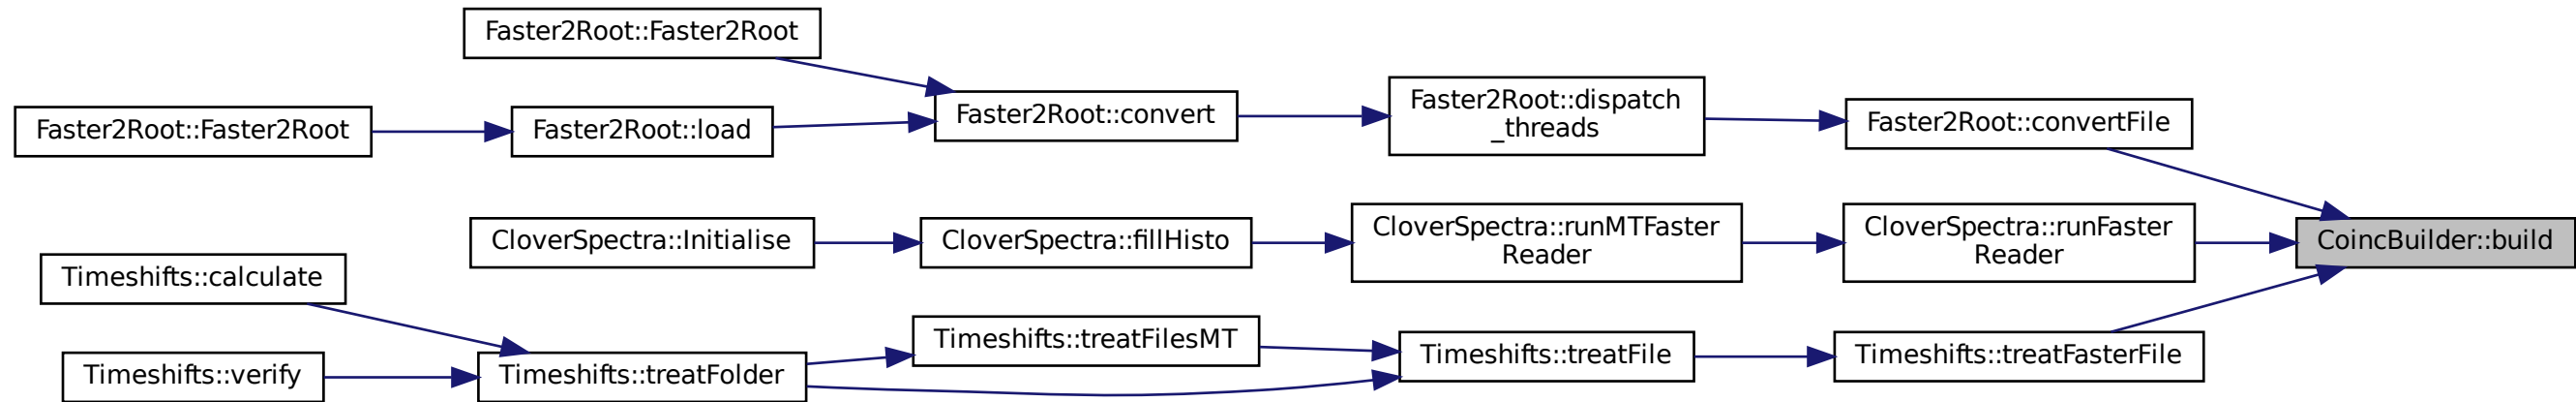 Faster2Root::Faster2Root
Faster2Root::dispatch
_threads
Faster2Root::convert
Faster2Root::convertFile
Faster2Root::Faster2Root
Faster2Root::load
CloverSpectra::runMTFaster
Reader
CloverSpectra::runFaster
Reader
CoincBuilder::build
CloverSpectra::Initialise
CloverSpectra::fillHisto
Timeshifts::calculate
Timeshifts::treatFilesMT
Timeshifts::treatFile
Timeshifts::treatFasterFile
Timeshifts::verify
Timeshifts::treatFolder